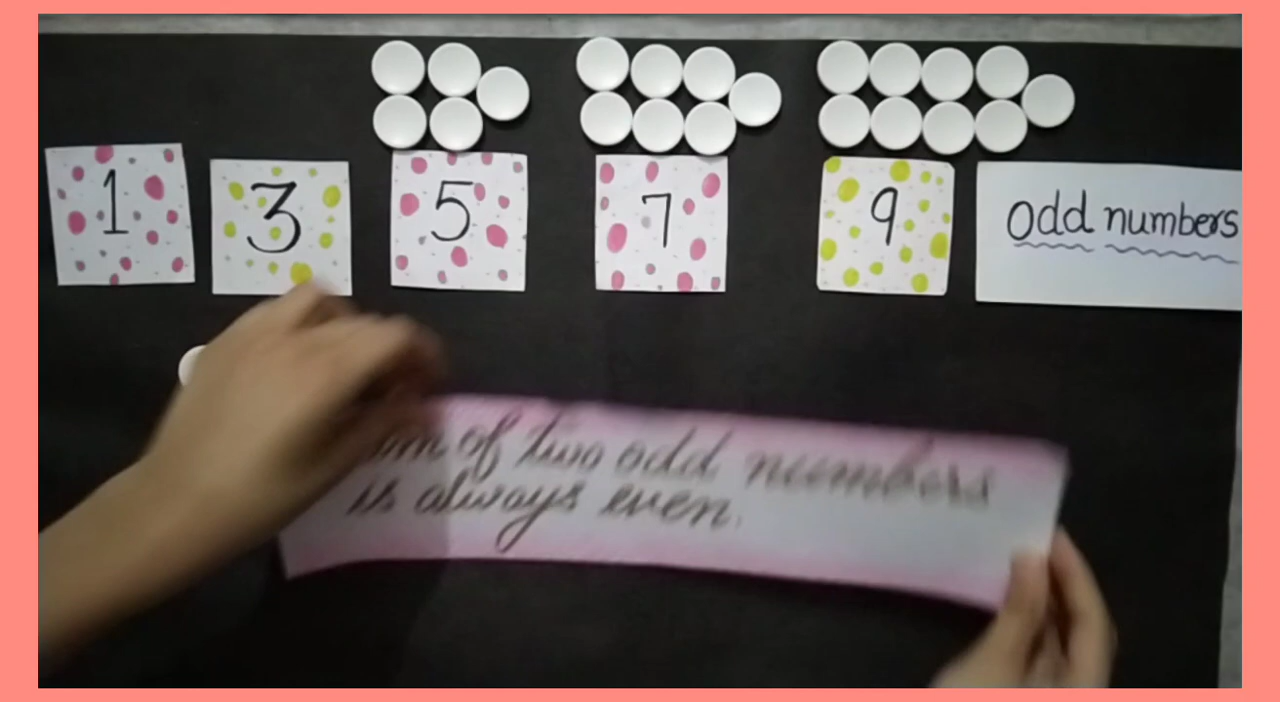 1 3 5 7 9 odd numbers
of two odd numbers
is always even.